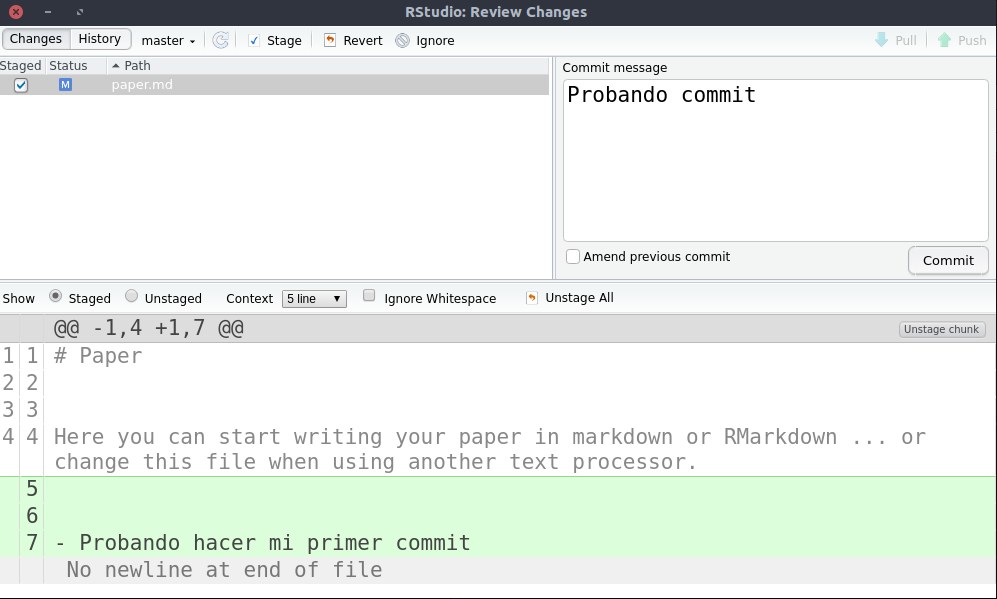 RStudio: Review Changes
Changes History master Stage Revert Ignore Pull Push
Staged Status Path
M paper.md
Commit message
Probando commit
Amend previous commit
Commit
Show Staged Unstaged Context 5 line Ignore Whitespace Unstage All
@@ -1,4 +1,7 @@ Unstage chunk
1 1 # Paper
2 2
3 3
4 4 Here you can start writing your paper in markdown or RMarkdown ... or
change this file when using another text processor.
5
6
7 - Probando hacer mi primer commit
No newline at end of file